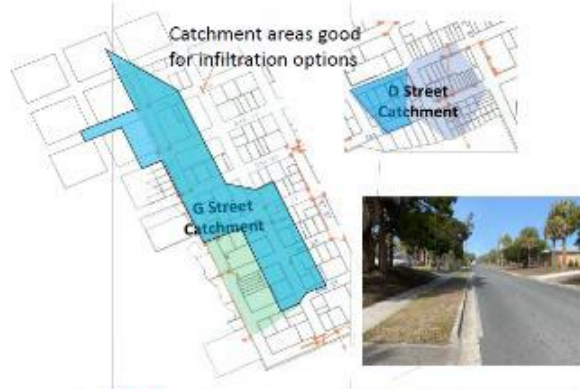 Catchment areas good
for infiltration options
D Street
Catchment
G Street
Catchment